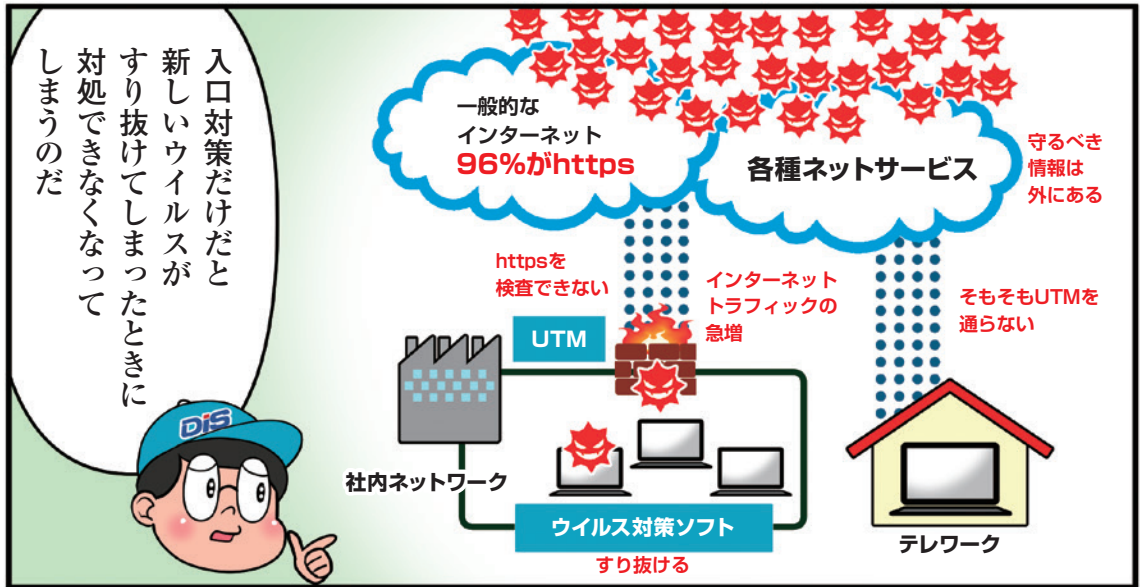 入口対策だけだと
新しいウイルスが
すり抜けてしまったときに
対処できなくなって
しまうのだ
DiS
一般的な
インターネット
96%がhttps
各種ネットサービス
守るべき
情報は
外にある
httpsを
検査できない
インターネット
トラフィックの
急増
そもそもUTMを
通らない
UTM
社内ネットワーク
ウイルス対策ソフト
すり抜ける
テレワーク